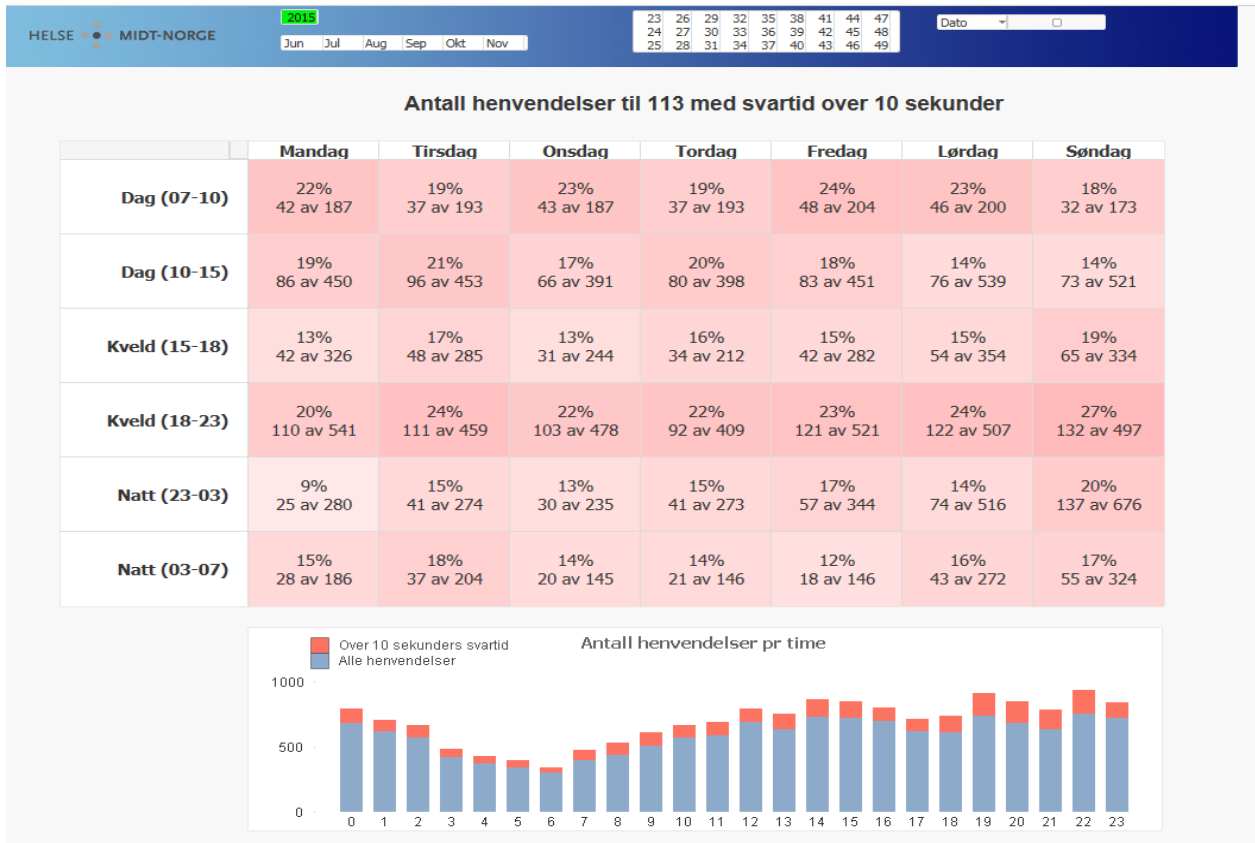 HELSE MIDT-NORGE
2015
Jun Jul Aug Sep Okt Nov
23 26 29 32 35 38 41 44 47
24 27 30 33 36 39 42 45 48
25 28 31 34 37 40 43 46 49
Dato
Antall henvendelser til 113 med svartid over 10 sekunder
Mandag Tirsdag Onsdag Tordag Fredag Lørdag Søndag
Dag (07-10)
22% 19% 23% 19% 24% 23% 18%
42 av 187 37 av 193 43 av 187 37 av 193 48 av 204 46 av 200 32 av 173
Dag (10-15)
19% 21% 17% 20% 18% 14% 14%
86 av 450 96 av 453 66 av 391 80 av 398 83 av 451 76 av 539 73 av 521
Kveld (15-18)
13% 17% 13% 16% 15% 15% 19%
42 av 326 48 av 285 31 av 244 34 av 212 42 av 282 54 av 354 65 av 334
Kveld (18-23)
20% 24% 22% 22% 23% 24% 27%
110 av 541 111 av 459 103 av 478 92 av 409 121 av 521 122 av 507 132 av 497
Natt (23-03)
9% 15% 13% 15% 17% 14% 20%
25 av 280 41 av 274 30 av 235 41 av 273 57 av 344 74 av 516 137 av 676
Natt (03-07)
15% 18% 14% 14% 12% 16% 17%
28 av 186 37 av 204 20 av 145 21 av 146 18 av 146 43 av 272 55 av 324
Antall henvendelser pr time
Over 10 sekunders svartid
Alle henvendelser
1000
500
0
0 1 2 3 4 5 6 7 8 9 10 11 12 13 14 15 16 17 18 19 20 21 22 23